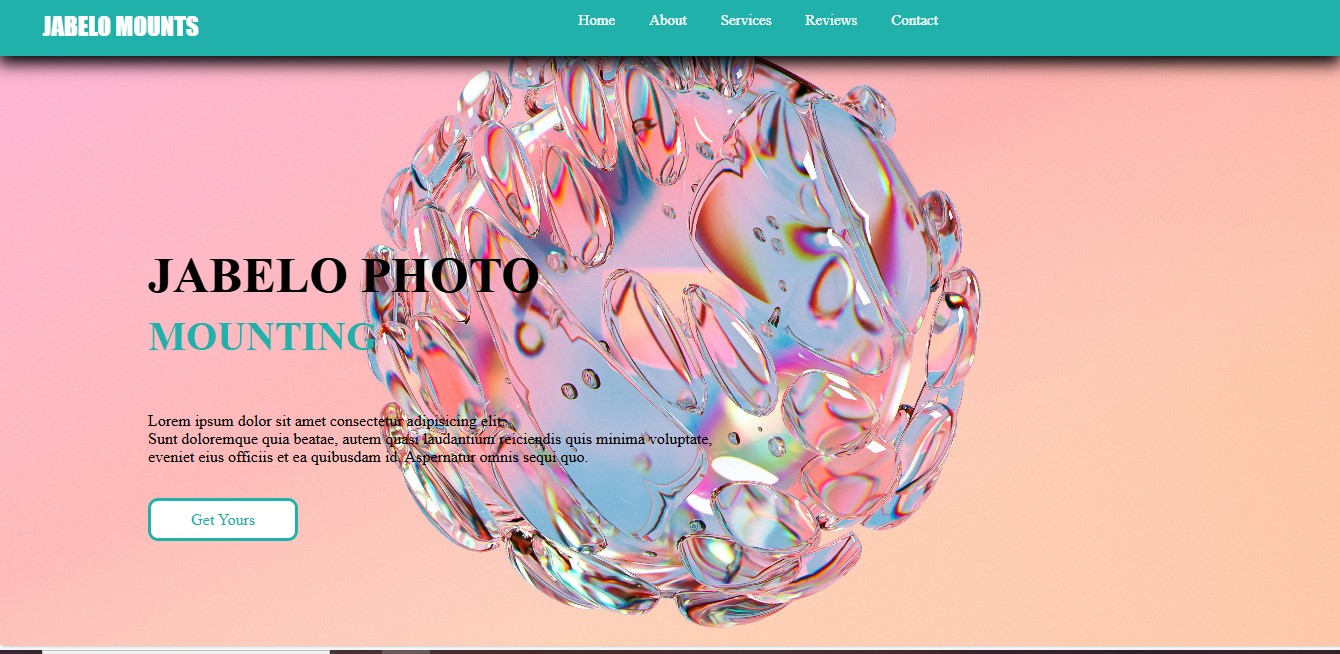 JABELO MOUNTS
Home About Services Reviews Contact
JABELO PHOTO
MOUNTING
Lorem ipsum dolor sit amet consectetur adipisicing elit.
Sunt doloremque quia beatae, autem quasi laudantium reiciendis quis minima voluptate,
eveniet eius officiis et ea quibusdam id. Aspernatur omnis sequi quo.
Get Yours